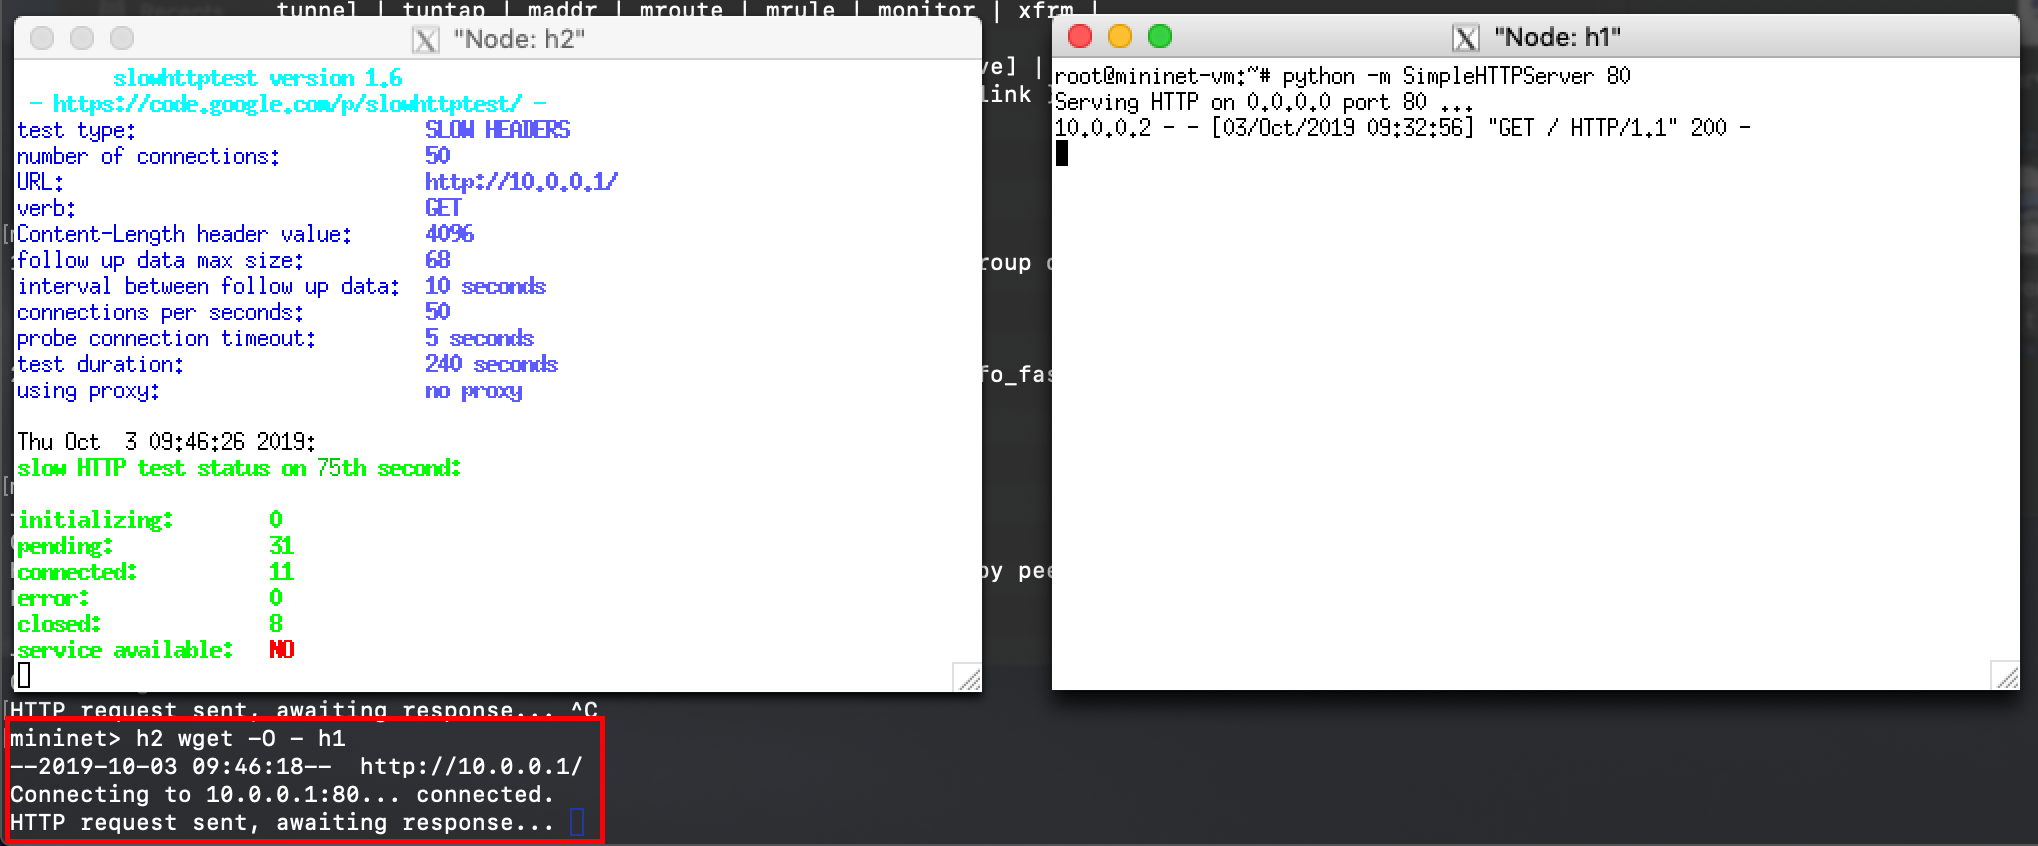 tunnel | tuntap | maddr | mroute | mrule | monitor | xfrm |
"Node: h2"
slowhttptest version 1.6
- https://code.google.com/p/slowhttptest/ -
test type: SLOW HEADERS
number of connections: 50
URL: http://10.0.0.1/
verb: GET
Content-Length header value: 4096
follow up data max size: 68
interval between follow up data: 10 seconds
connections per seconds: 50
probe connection timeout: 5 seconds
test duration: 240 seconds
using proxy: no proxy
Thu Oct  3 09:46:26 2019:
slow HTTP test status on 75th second:
initializing: 0
pending: 31
connected: 11
error: 0
closed: 8
service available: NO
ve] |
link
roup
fo_fas
by pee
"Node: h1"
root@mininet-vm:~# python -m SimpleHTTPServer 80
Serving HTTP on 0.0.0.0 port 80 ...
10.0.0.2 - - [03/Oct/2019 09:32:56] "GET / HTTP/1.1" 200 -
HTTP request sent, awaiting response... ^C
mininet> h2 wget -O - h1
--2019-10-03 09:46:18--  http://10.0.0.1/
Connecting to 10.0.0.1:80... connected.
HTTP request sent, awaiting response...